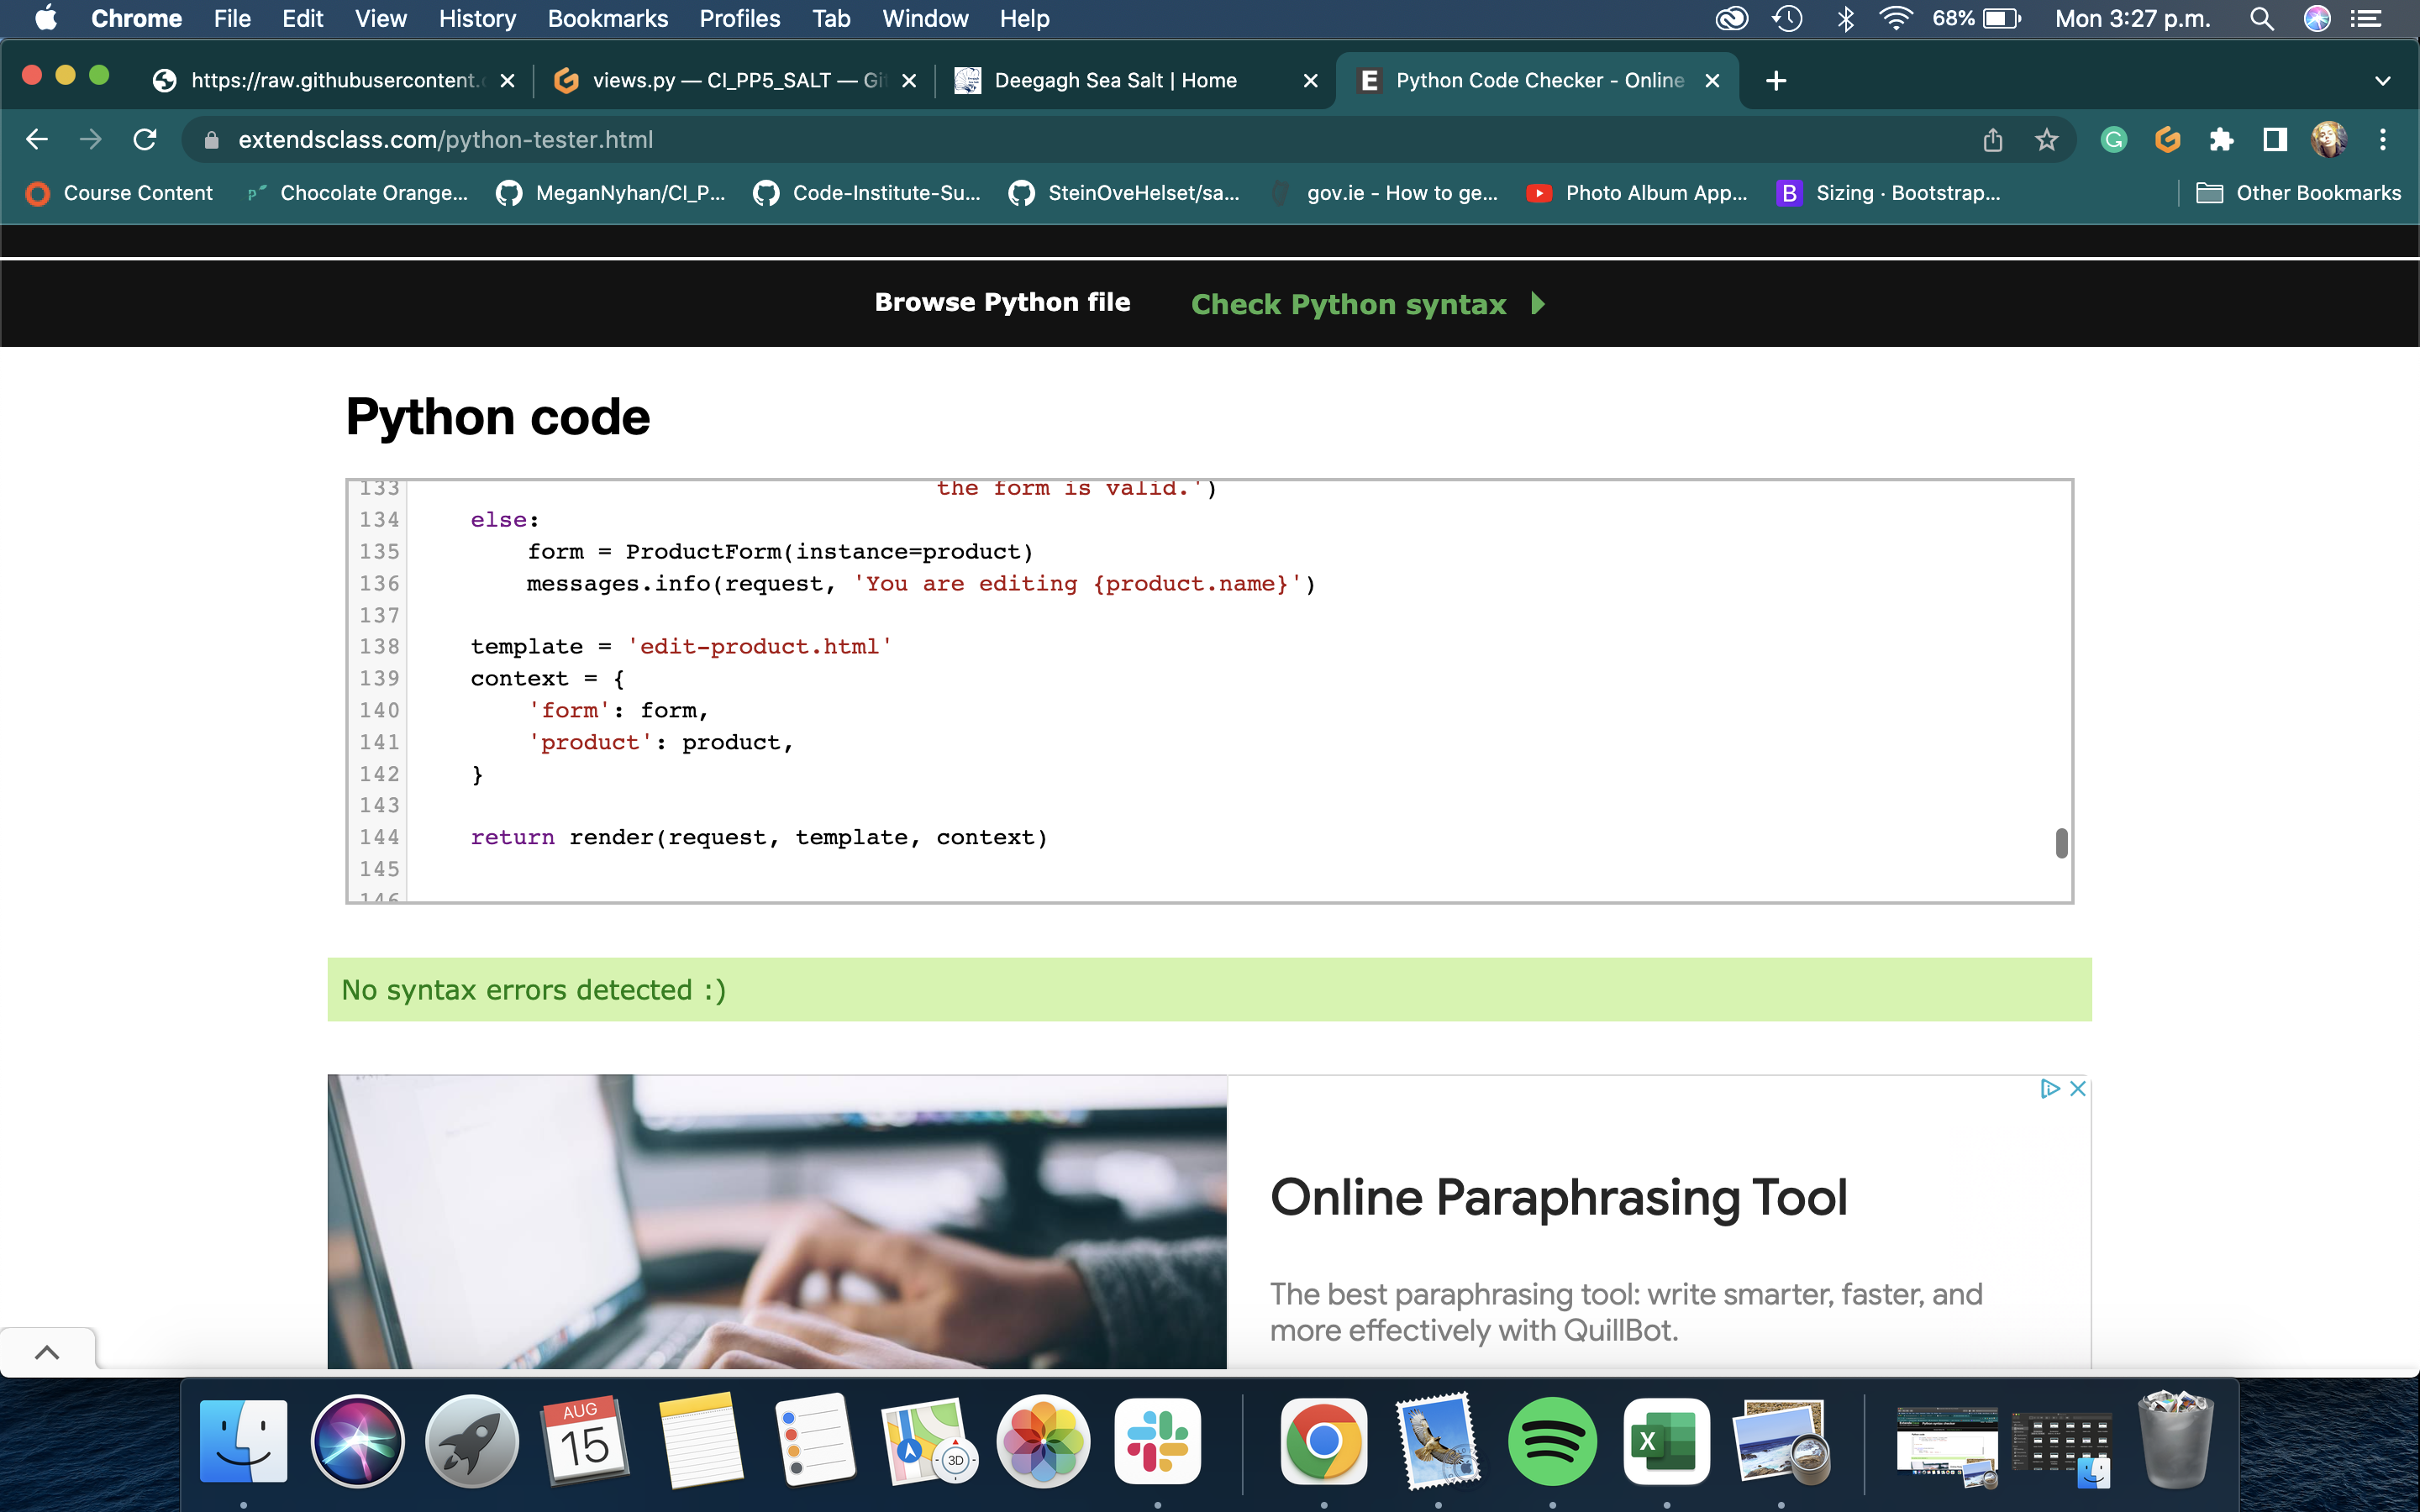 Chrome File Edit View History Bookmarks Profiles Tab Window Help 68% Mon 3:27 p.m.
https://raw.githubusercontent. views.py — CI_PP5_SALT — Gi Deegagh Sea Salt | Home E Python Code Checker - Online
extendsclass.com/python-tester.html
Course Content Chocolate Orange... MeganNyhan/CI_P... Code-Institute-Su... SteinOveHelset/sa... gov.ie - How to ge... Photo Album App... B Sizing · Bootstrap... Other Bookmarks
Browse Python file Check Python syntax
Python code
133 the form is valid.')
134 else:
135 form = ProductForm(instance=product)
136 messages.info(request, 'You are editing {product.name}')
137
138 template = 'edit-product.html'
139 context = {
140 'form': form,
141 'product': product,
142 }
143
144 return render(request, template, context)
145
146
No syntax errors detected :)
Online Paraphrasing Tool
The best paraphrasing tool: write smarter, faster, and
more effectively with QuillBot.
AUG
15
3D
X